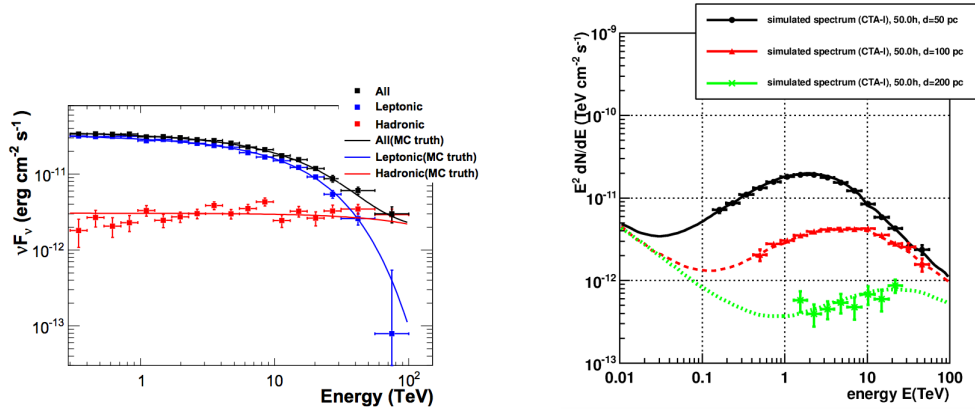 All
Leptonic
Hadronic
All(MC truth)
Leptonic(MC truth)
Hadronic(MC truth)
νFν (erg cm-2 s-1)
10-11
10-12
10-13
1
10
102
Energy (TeV)
simulated spectrum (CTA-I), 50.0h, d=50 pc
simulated spectrum (CTA-I), 50.0h, d=100 pc
simulated spectrum (CTA-I), 50.0h, d=200 pc
E2 dN/dE (TeV cm-2 s-1)
10-9
10-10
10-11
10-12
10-13
0.01
0.1
1
10
100
energy E(TeV)